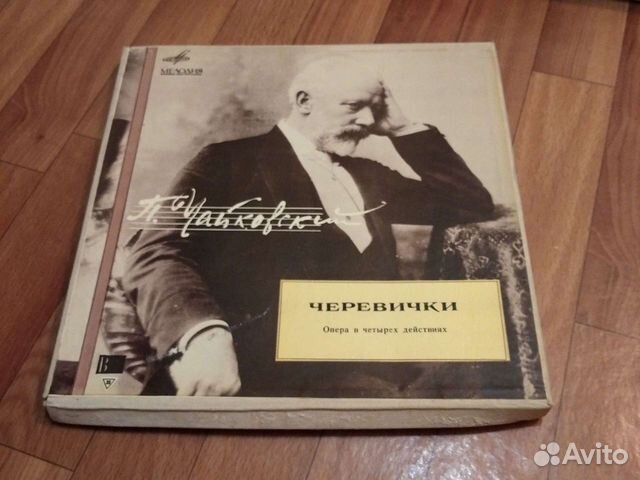 МЕЛОДИЯ
П. Чайковский
ЧЕРЕВИЧКИ
Опера в четырех действиях
В
Avito